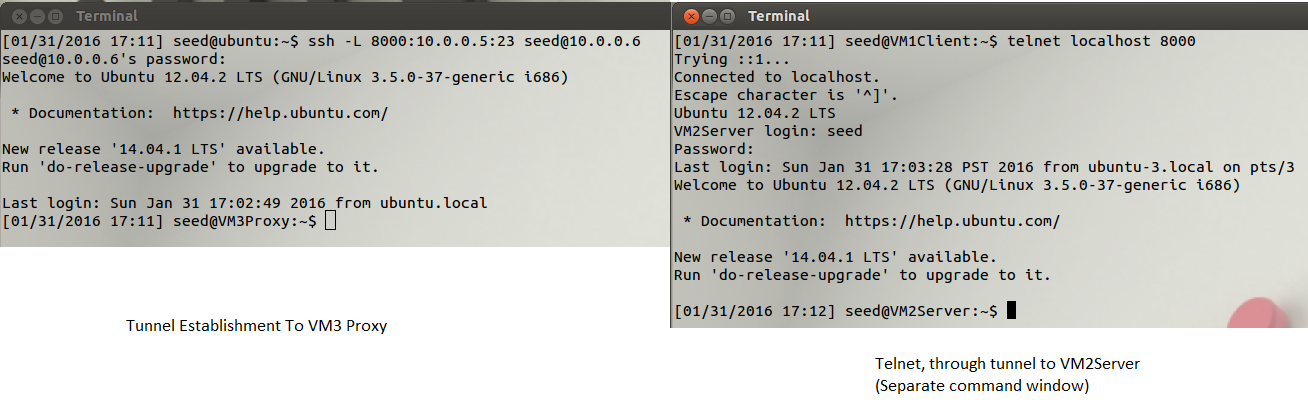 Terminal
[01/31/2016 17:11] seed@ubuntu:~$ ssh -L 8000:10.0.0.5:23 seed@10.0.0.6
seed@10.0.0.6's password:
Welcome to Ubuntu 12.04.2 LTS (GNU/Linux 3.5.0-37-generic i686)
* Documentation:  https://help.ubuntu.com/
New release '14.04.1 LTS' available.
Run 'do-release-upgrade' to upgrade to it.
Last login: Sun Jan 31 17:02:49 2016 from ubuntu.local
[01/31/2016 17:11] seed@VM3Proxy:~$
Tunnel Establishment To VM3 Proxy
Terminal
[01/31/2016 17:11] seed@VM1Client:~$ telnet localhost 8000
Trying ::1...
Connected to localhost.
Escape character is '^]'.
Ubuntu 12.04.2 LTS
VM2Server login: seed
Password:
Last login: Sun Jan 31 17:03:28 PST 2016 from ubuntu-3.local on pts/3
Welcome to Ubuntu 12.04.2 LTS (GNU/Linux 3.5.0-37-generic i686)
* Documentation:  https://help.ubuntu.com/
New release '14.04.1 LTS' available.
Run 'do-release-upgrade' to upgrade to it.
[01/31/2016 17:12] seed@VM2Server:~$
Telnet, through tunnel to VM2Server
(Separate command window)